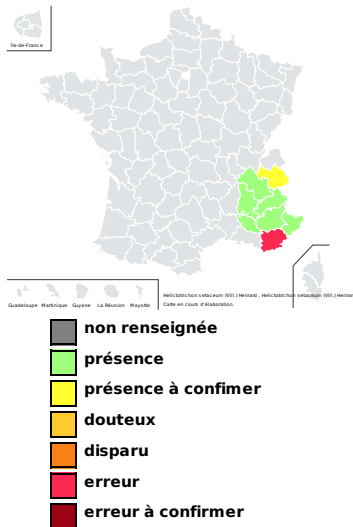 Île-de-France
Guadeloupe Martinique Guyane La Réunion Mayotte
Helictotrichon setaceum (Vill.) Henrard , Helictotrichon setaceum (Vill.) Henrar
Carte en cours d'élaboration.
non renseignée
présence
présence à confimer
douteux
disparu
erreur
erreur à confirmer